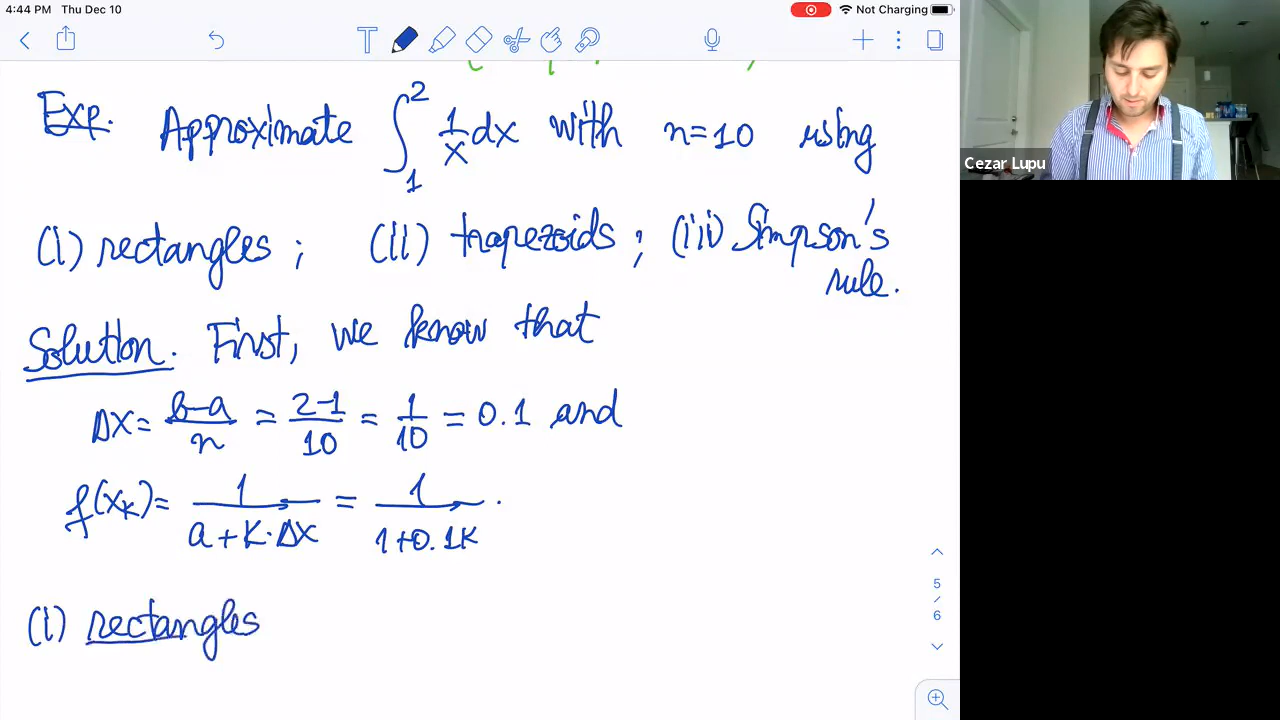 4:44 PM Thu Dec 10
Not Charging
Exp. Approximate ∫₁² 1/x dx with n=10 using
(i) rectangles ; (ii) trapezoids ; (iii) Simpson's
rule.
Solution. First, we know that
Δx = (b-a)/n = (2-1)/10 = 1/10 = 0.1 and
f(x_k) = 1/(a+k·Δx) = 1/(1+0.1k) .
(i) rectangles
5
/
6
Cezar Lupu